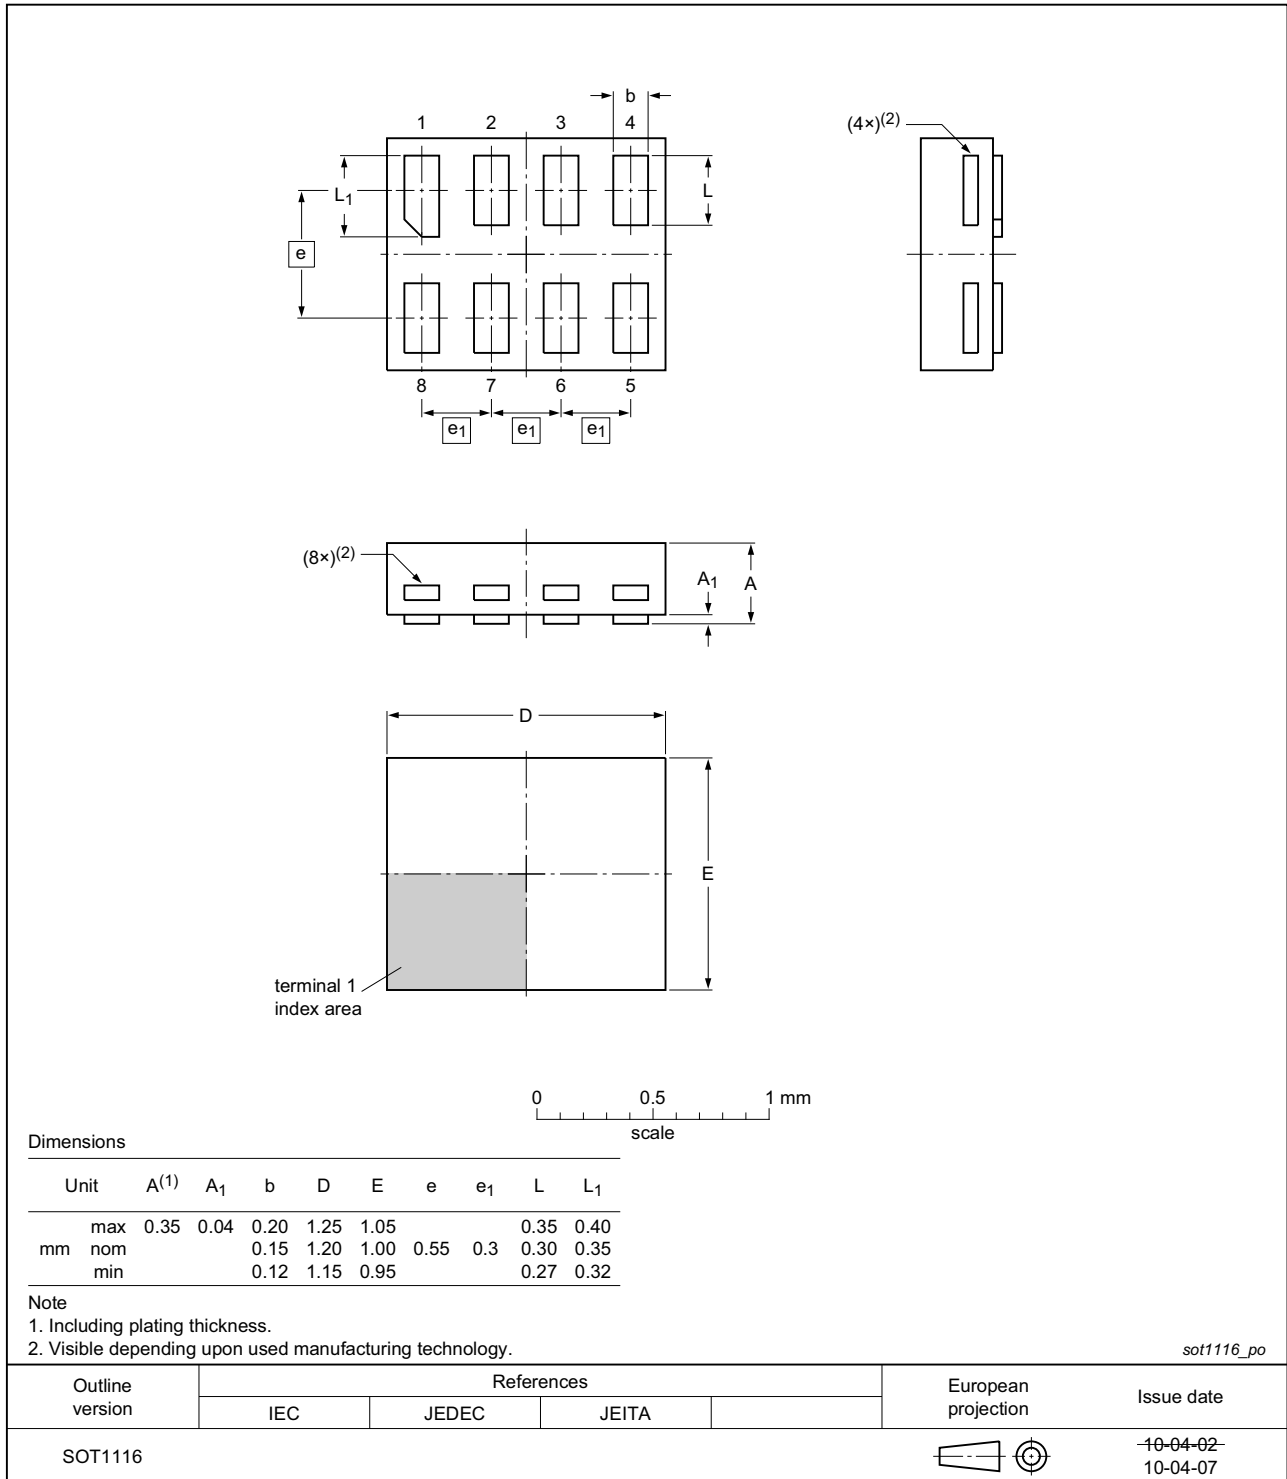 b
1 2 3 4
(4×)(2)
L1
L
e
8 7 6 5
e1 e1 e1
(8×)(2)
A1 A
D
E
terminal 1
index area
0 0.5 1 mm
scale
Dimensions
Unit A(1) A1 b D E e e1 L L1
max 0.35 0.04 0.20 1.25 1.05 0.35 0.40
mm nom 0.15 1.20 1.00 0.55 0.3 0.30 0.35
min 0.12 1.15 0.95 0.27 0.32
Note
1. Including plating thickness.
2. Visible depending upon used manufacturing technology.
sot1116_po
Outline version References European projection Issue date
IEC JEDEC JEITA
SOT1116 10-04-02
10-04-07